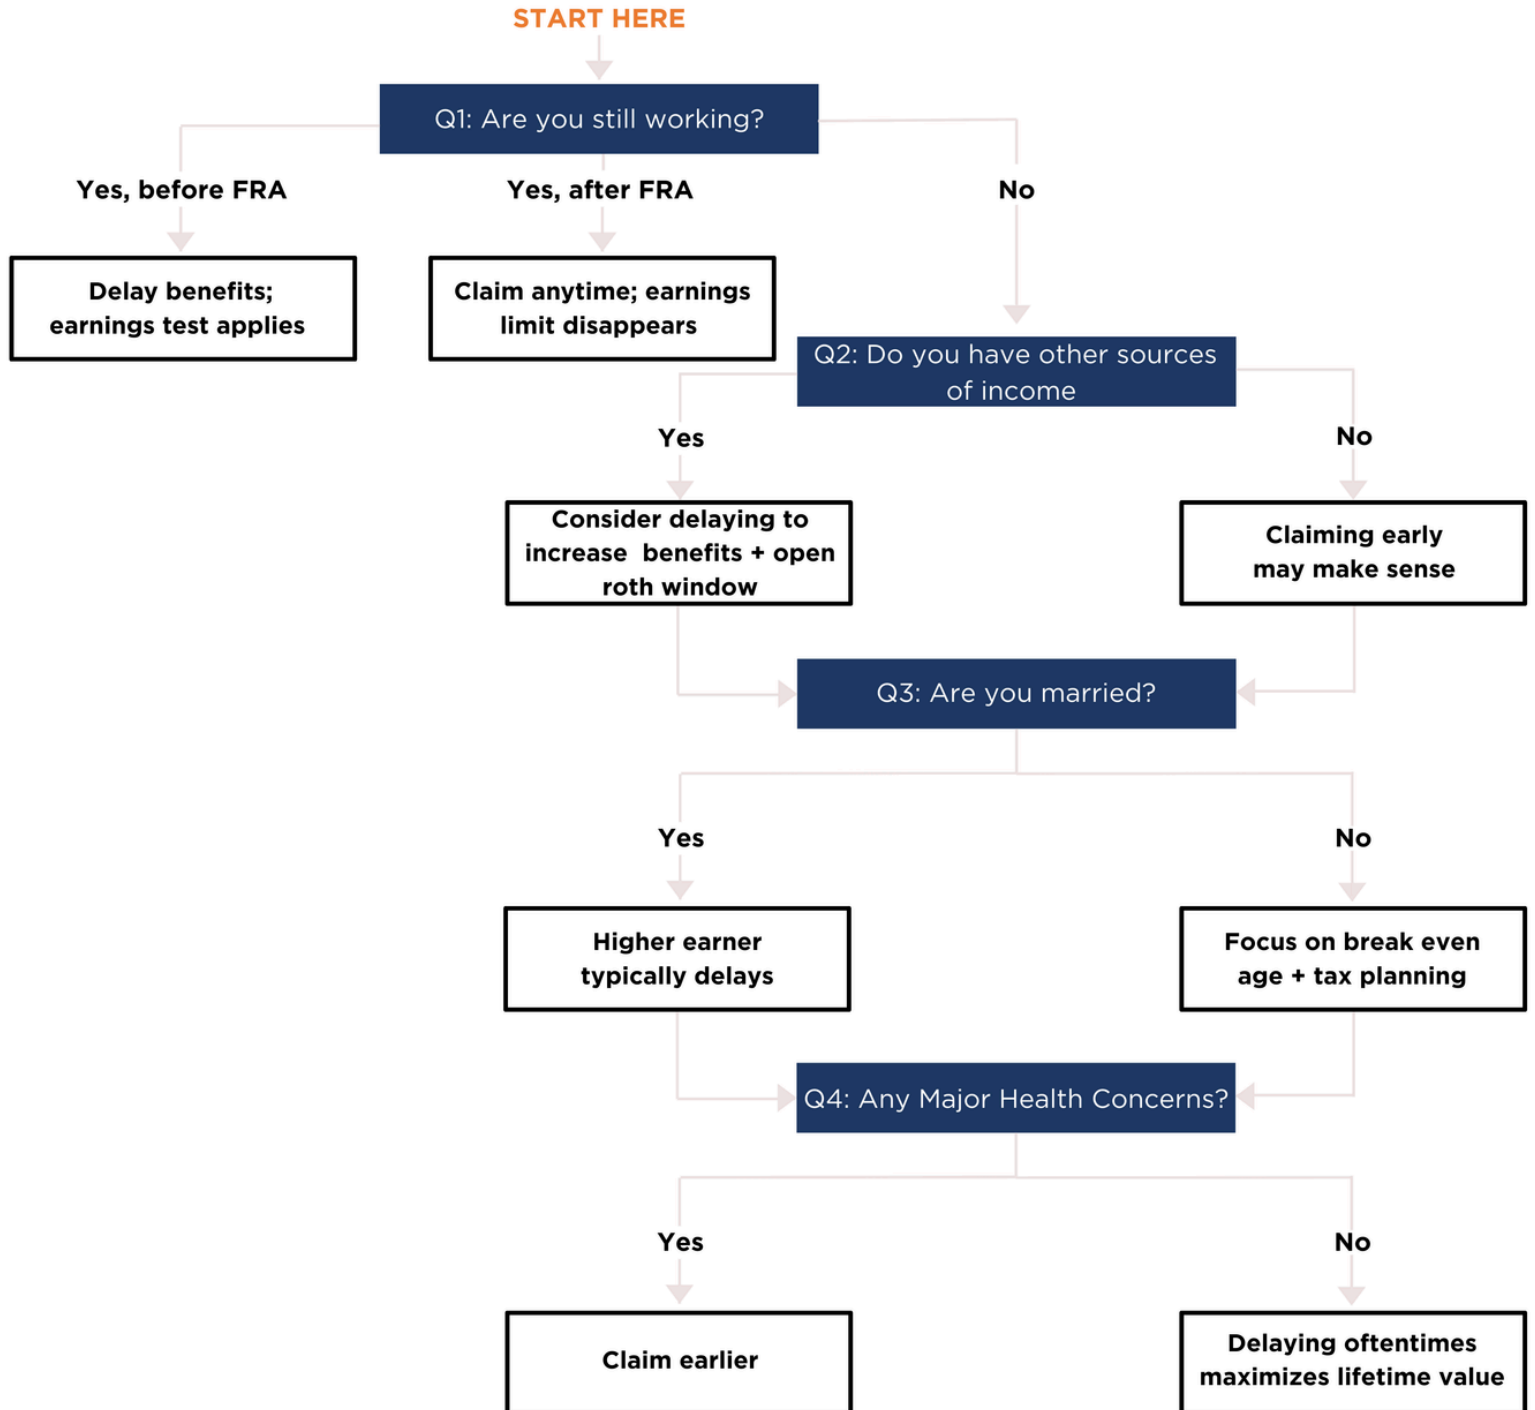 START HERE
Q1: Are you still working?
Yes, before FRA
Yes, after FRA
No
Delay benefits;
earnings test applies
Claim anytime; earnings
limit disappears
Q2: Do you have other sources
of income
Yes
No
Consider delaying to
increase benefits + open
roth window
Claiming early
may make sense
Q3: Are you married?
Yes
No
Higher earner
typically delays
Focus on break even
age + tax planning
Q4: Any Major Health Concerns?
Yes
No
Claim earlier
Delaying oftentimes
maximizes lifetime value